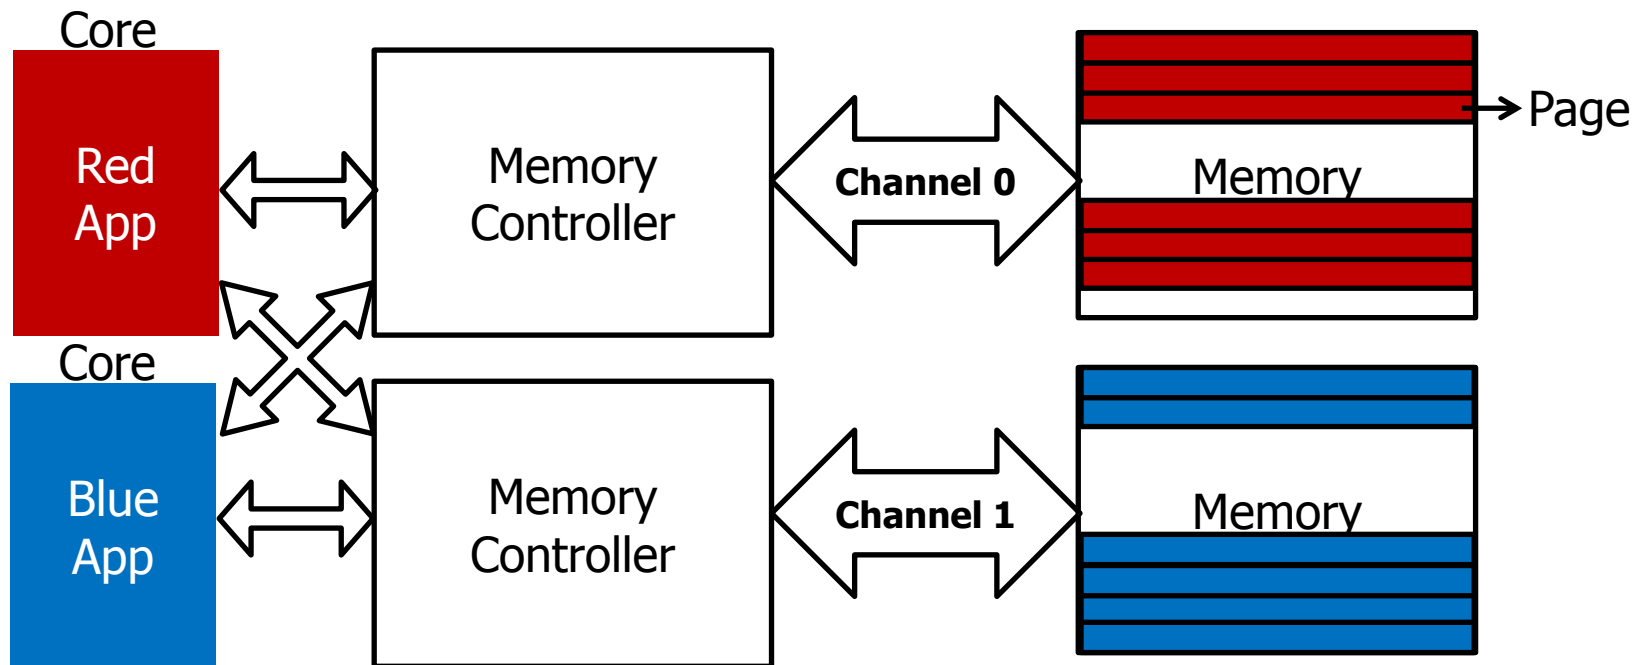 Core
Red
App
Memory
Controller
Channel 0
Memory
Page
Core
Blue
App
Memory
Controller
Channel 1
Memory